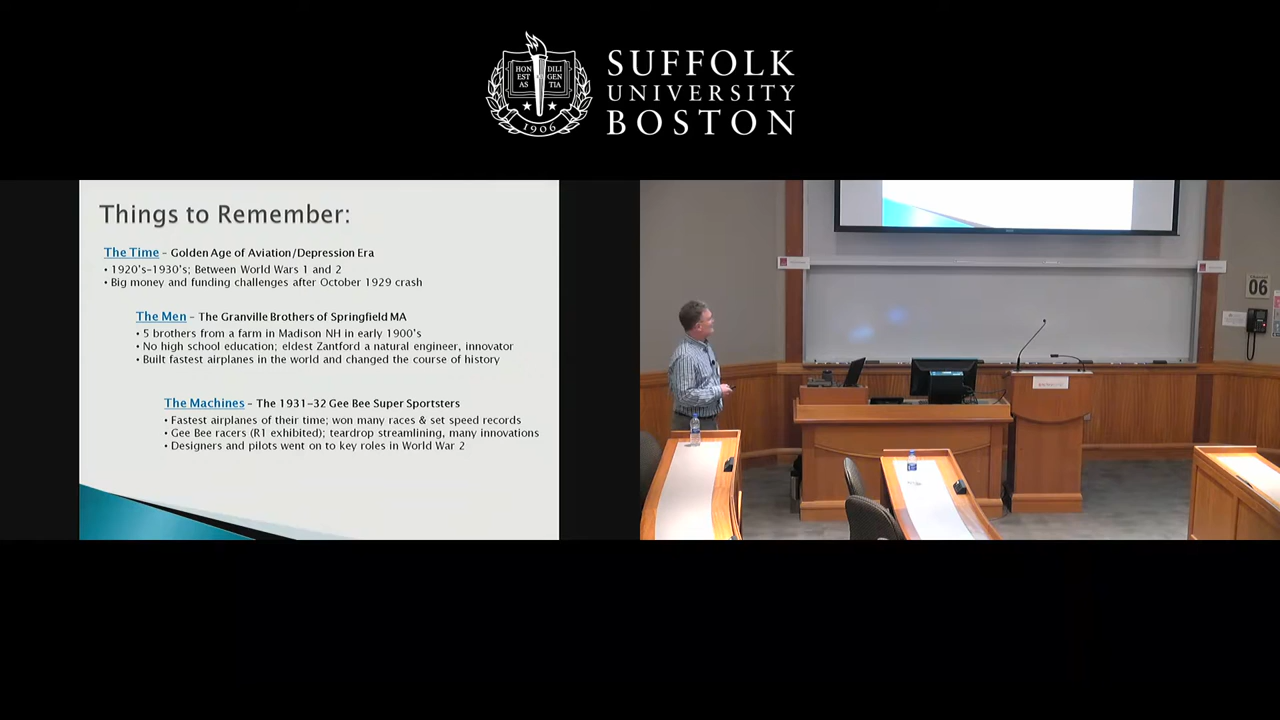 HON
EST
AS
DILI
GEN
TIA
1906
SUFFOLK
UNIVERSITY
BOSTON
Things to Remember:
The Time – Golden Age of Aviation/Depression Era
• 1920's-1930's; Between World Wars 1 and 2
• Big money and funding challenges after October 1929 crash
The Men – The Granville Brothers of Springfield MA
• 5 brothers from a farm in Madison NH in early 1900's
• No high school education; eldest Zantford a natural engineer, innovator
• Built fastest airplanes in the world and changed the course of history
The Machines – The 1931-32 Gee Bee Super Sportsters
• Fastest airplanes of their time; won many races & set speed records
• Gee Bee racers (R1 exhibited); teardrop streamlining, many innovations
• Designers and pilots went on to key roles in World War 2
06